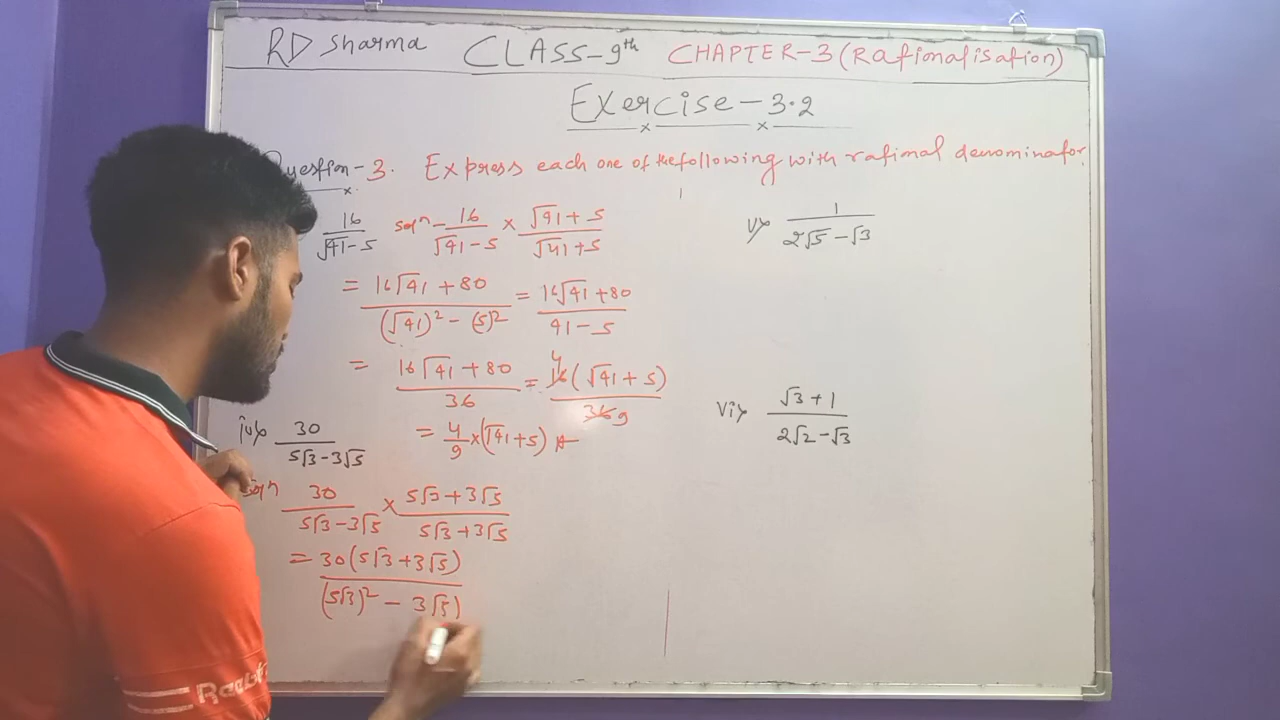 RD Sharma CLASS-9th CHAPTER-3 (Rationalisation)
Exercise-3.2
Question-3. Express each one of the following with rational denominator.
16/(√41-5) Solⁿ- 16/(√41-5) × (√41+5)/(√41+5)
= (16√41+80)/((√41)²-(5)²) = (16√41+80)/(41-5)
= (16√41+80)/36 = 16(√41+5)/36 4 9
= 4/9×(√41+5) A
iv> 30/(5√3-3√5)
Solⁿ 30/(5√3-3√5) × (5√3+3√5)/(5√3+3√5)
= 30(5√3+3√5)/((5√3)²-3√5)
v> 1/(2√5-√3)
vi> (√3+1)/(2√2-√3)
Reebok